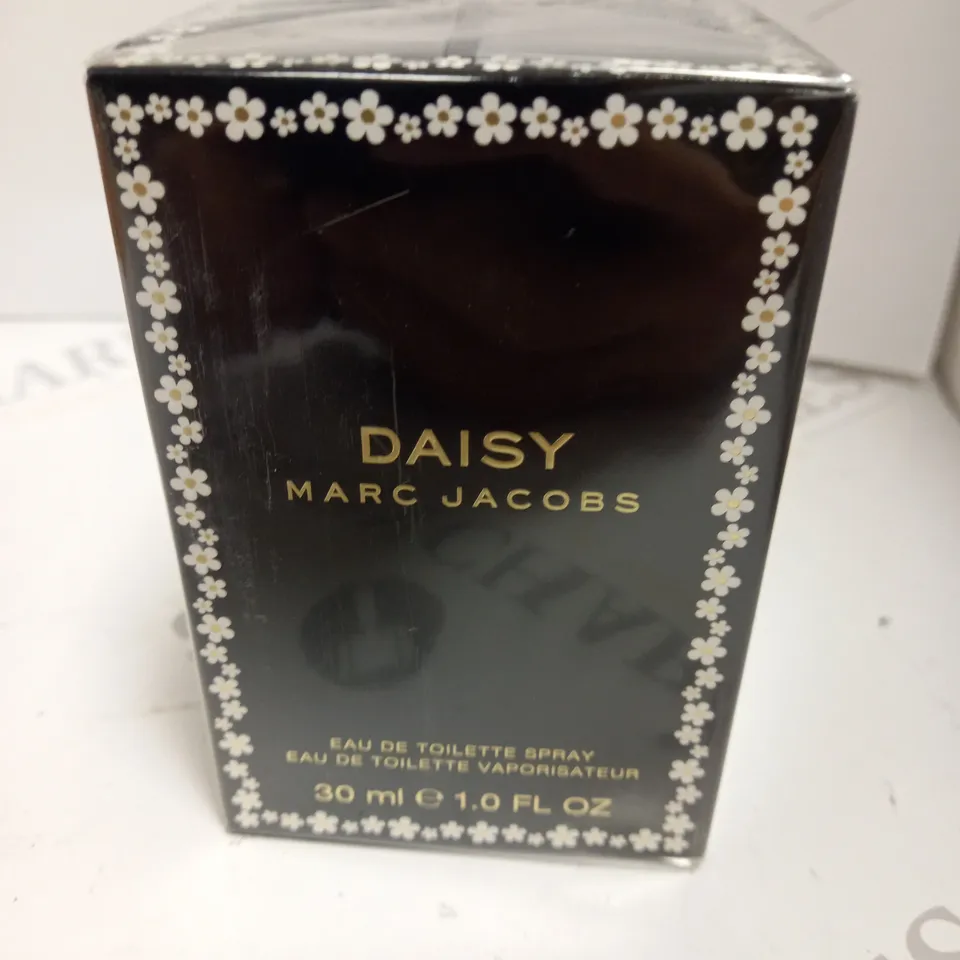 DAISY
MARC JACOBS
EAU DE TOILETTE SPRAY
EAU DE TOILETTE VAPORISATEUR
30 ml ℮ 1.0 FL OZ